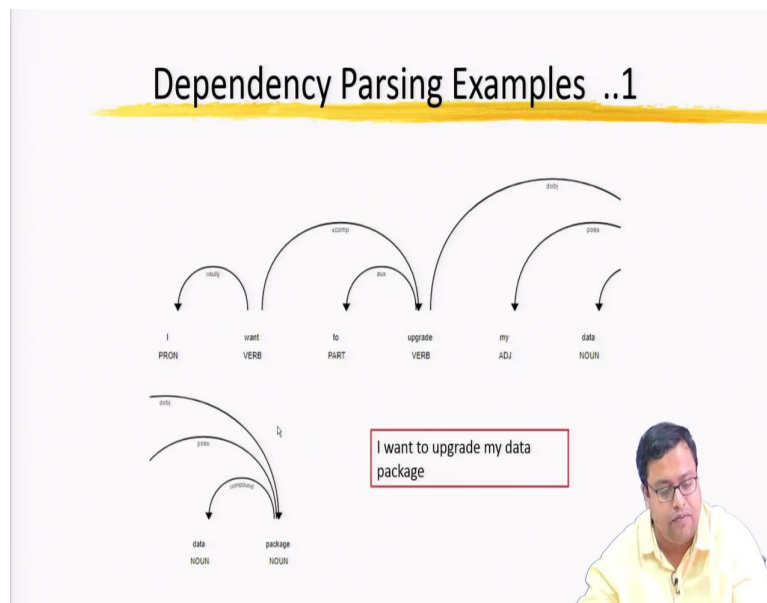 Dependency Parsing Examples ..1
dobj
xcomp
poss
nsubj
aux
I want to upgrade my data
PRON VERB PART VERB ADJ NOUN
dobj
poss
compound
data package
NOUN NOUN
I want to upgrade my data
package